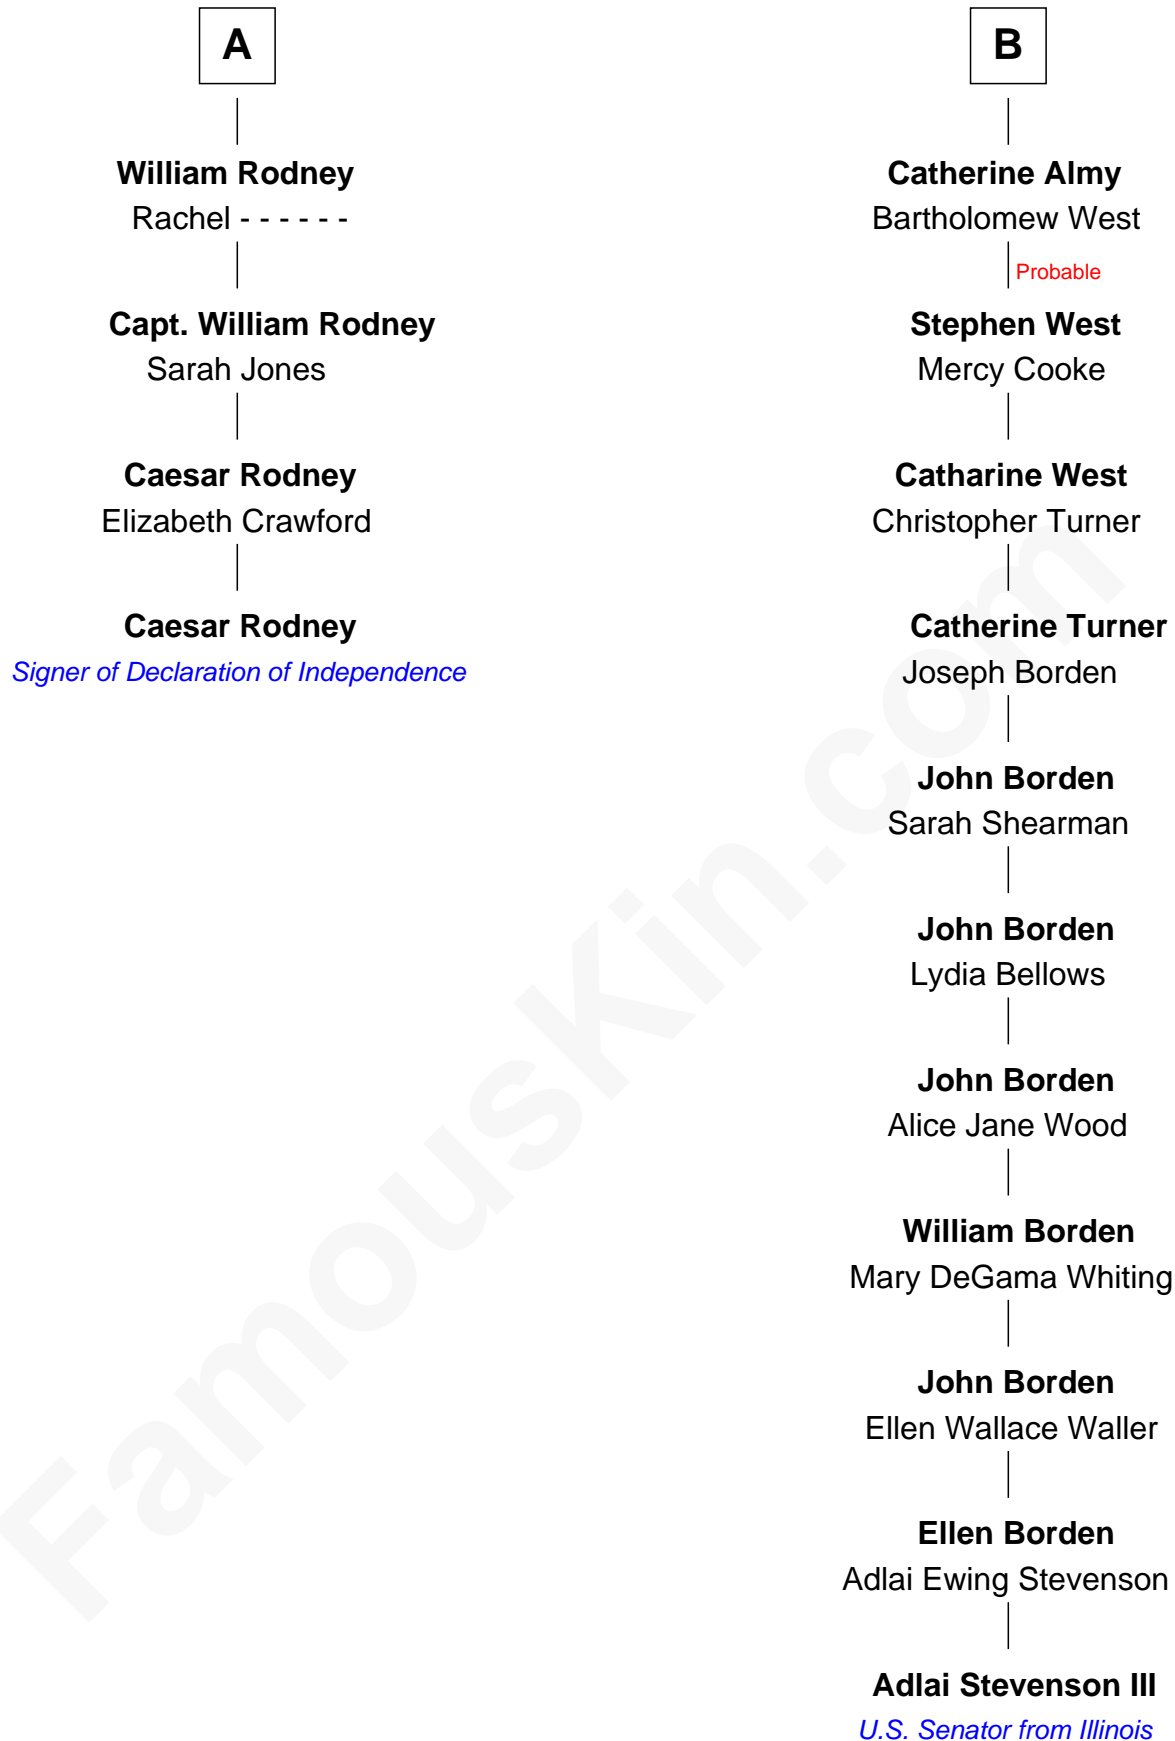 A
William Rodney
Rachel - - - - - -
Capt. William Rodney
Sarah Jones
Caesar Rodney
Elizabeth Crawford
Caesar Rodney
Signer of Declaration of Independence
B
Catherine Almy
Bartholomew West
Probable
Stephen West
Mercy Cooke
Catharine West
Christopher Turner
Catherine Turner
Joseph Borden
John Borden
Sarah Shearman
John Borden
Lydia Bellows
John Borden
Alice Jane Wood
William Borden
Mary DeGama Whiting
John Borden
Ellen Wallace Waller
Ellen Borden
Adlai Ewing Stevenson
Adlai Stevenson III
U.S. Senator from Illinois
FamousKin.com